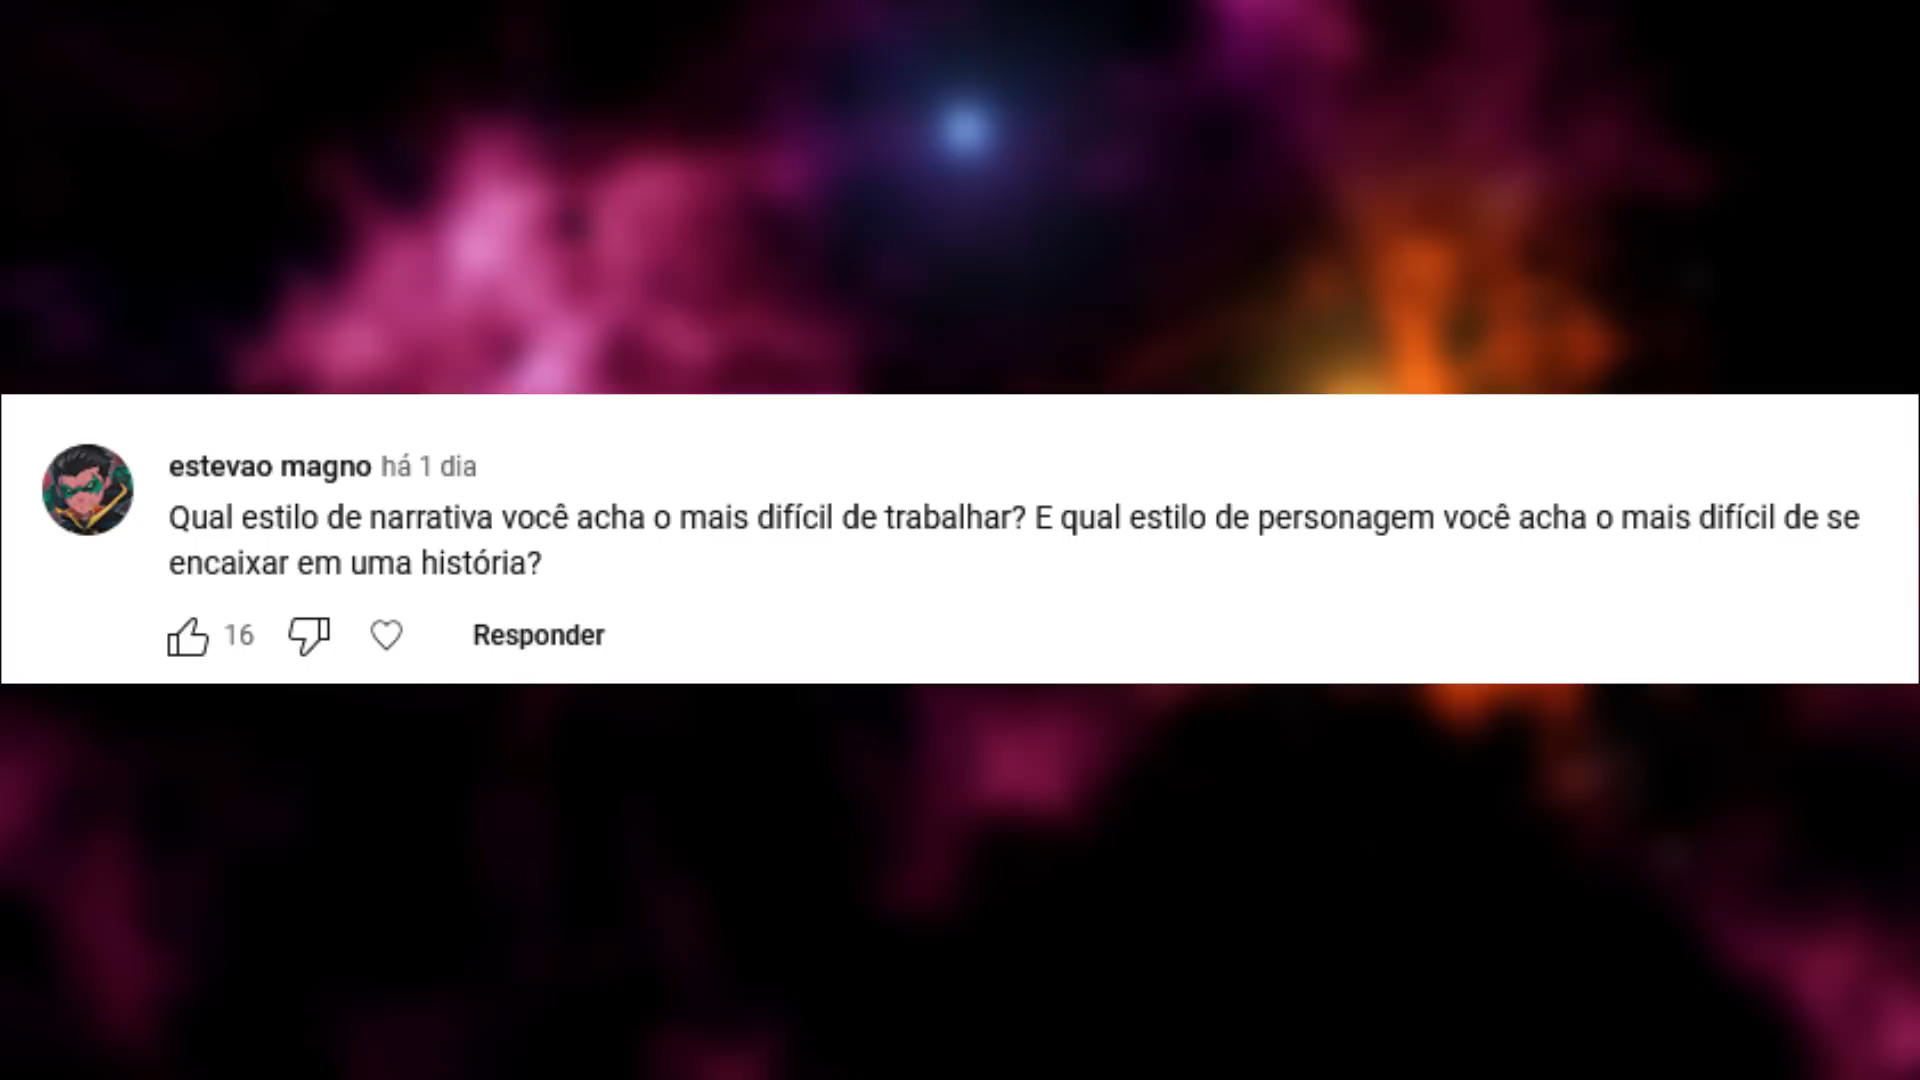 estevao magno há 1 dia
Qual estilo de narrativa você acha o mais difícil de trabalhar? E qual estilo de personagem você acha o mais difícil de se
encaixar em uma história?
16 Responder